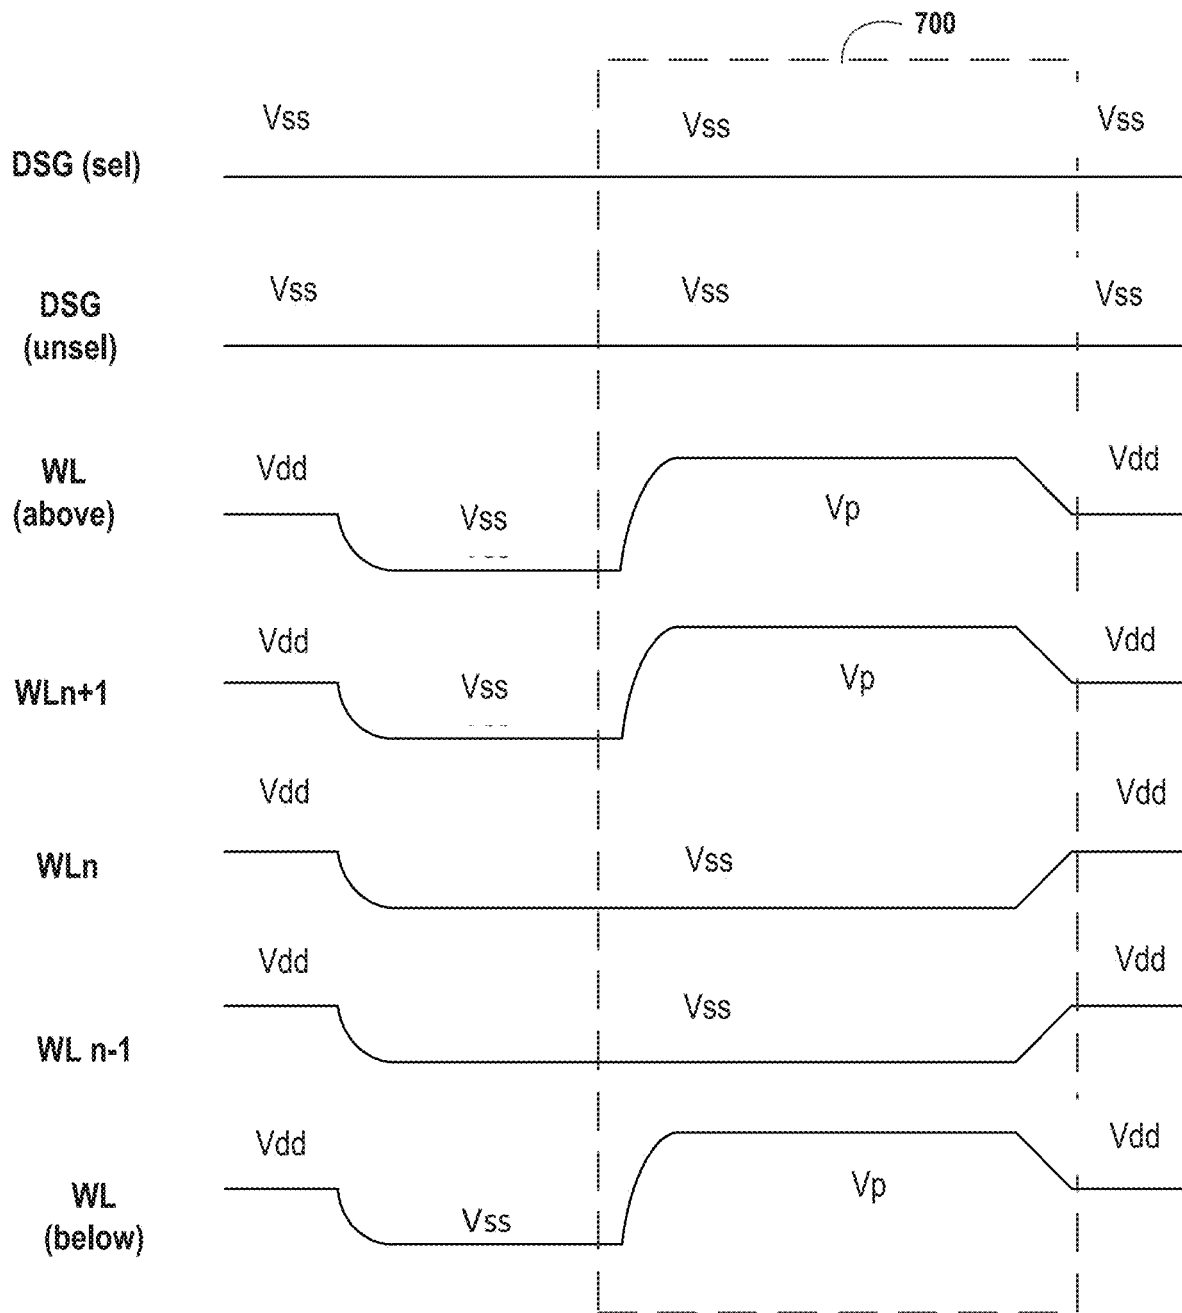 700
Vss Vss Vss
DSG (sel)
Vss Vss Vss
DSG
(unsel)
Vdd Vss Vp Vdd
WL
(above)
Vdd Vss Vp Vdd
WLn+1
Vdd Vss Vdd
WLn
Vdd Vss Vdd
WL n-1
Vdd Vss Vp Vdd
WL
(below)